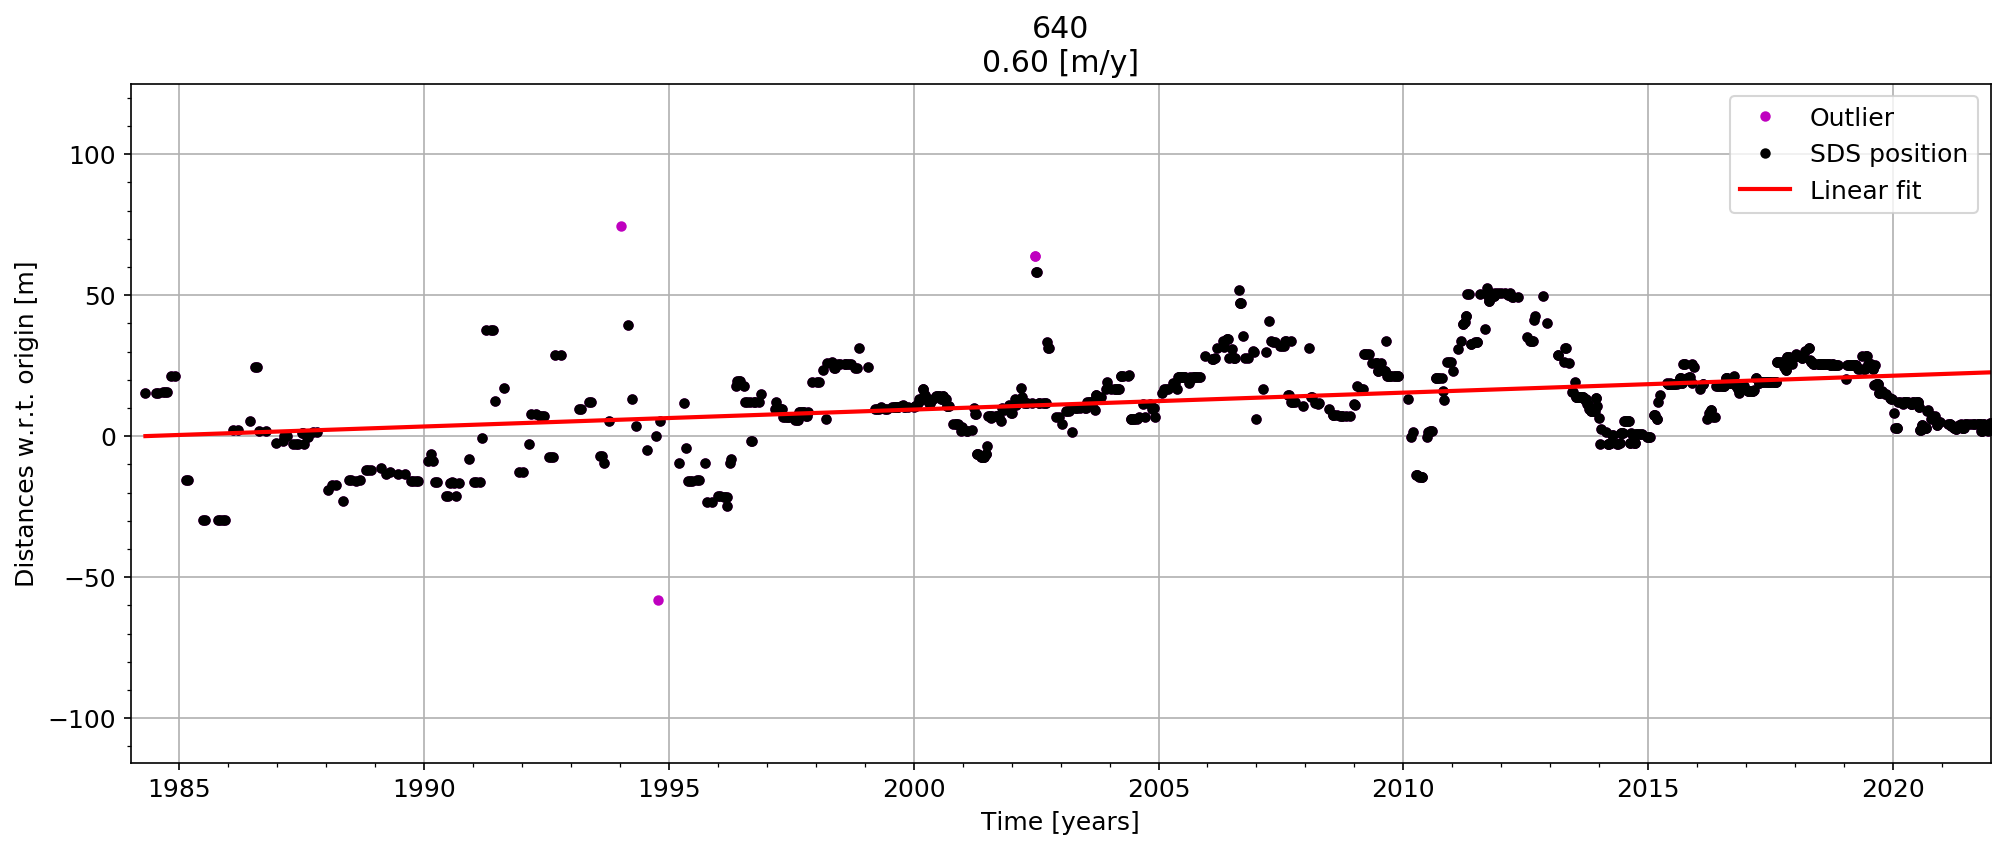 640
0.60 [m/y]
Outlier
SDS position
Linear fit
Distances w.r.t. origin [m]
100
50
0
−50
−100
1985 1990 1995 2000 2005 2010 2015 2020
Time [years]